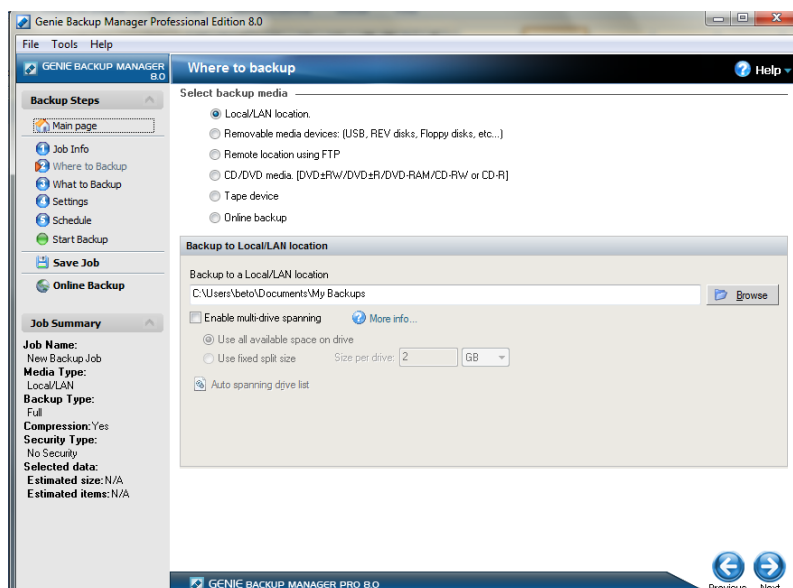 Genie Backup Manager Professional Edition 8.0
File Tools Help
GENIE BACKUP MANAGER
8.0
Where to backup
Help
Backup Steps
Main page
1 Job Info
2 Where to Backup
3 What to Backup
4 Settings
5 Schedule
Start Backup
Save Job
Online Backup
Job Summary
Job Name:
New Backup Job
Media Type:
Local/LAN
Backup Type:
Full
Compression:Yes
Security Type:
No Security
Selected data:
Estimated size:N/A
Estimated items:N/A
Select backup media
Local/LAN location.
Removable media devices: (USB, REV disks, Floppy disks, etc...)
Remote location using FTP
CD/DVD media. [DVD±RW/DVD±R/DVD-RAM/CD-RW or CD-R]
Tape device
Online backup
Backup to Local/LAN location
Backup to a Local/LAN location
C:\Users\beto\Documents\My Backups
Browse
Enable multi-drive spanning
More info...
Use all available space on drive
Use fixed split size Size per drive: 2 GB
Auto spanning drive list
GENIE BACKUP MANAGER PRO 8.0
Previous Next